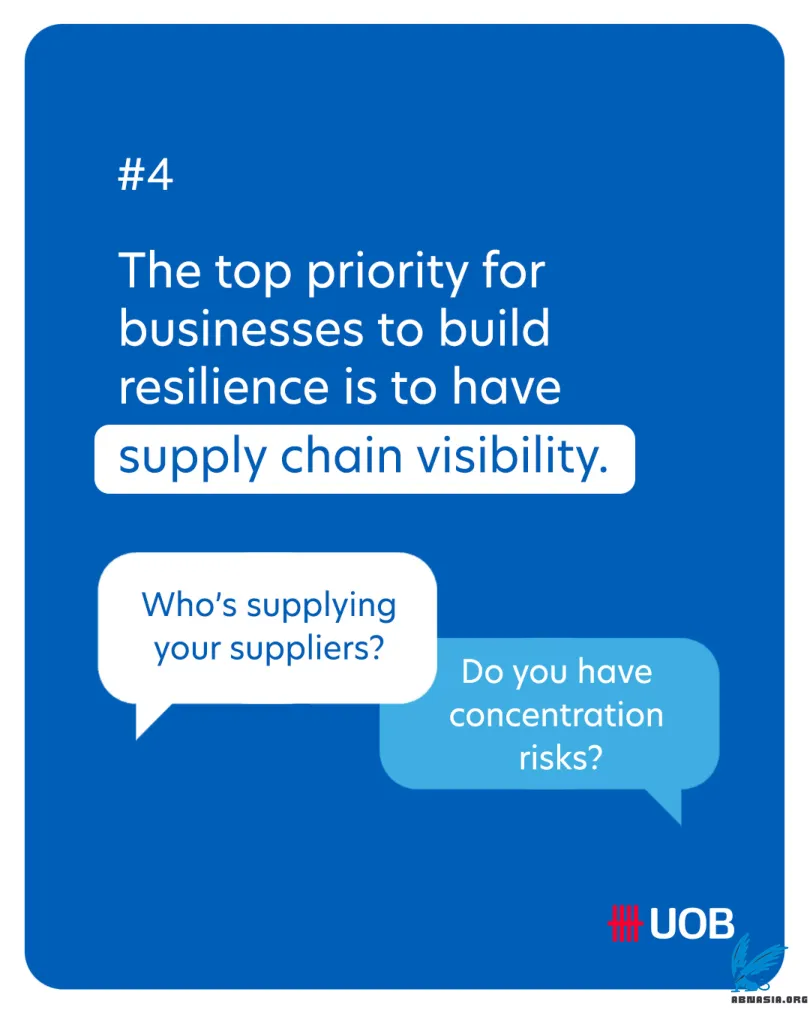 #4
The top priority for
businesses to build
resilience is to have
supply chain visibility.
Who's supplying
your suppliers?
Do you have
concentration
risks?
UOB
ABNASIA.ORG